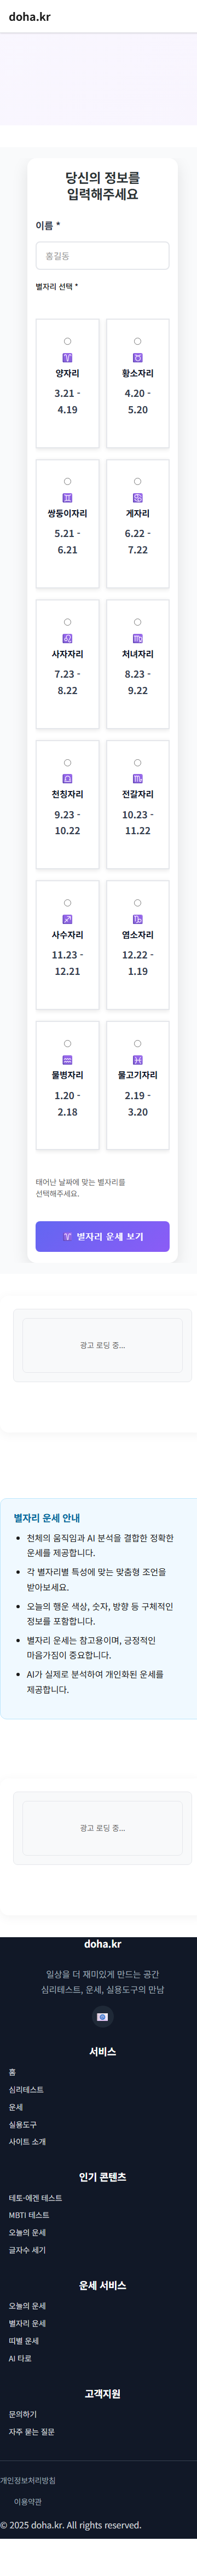 doha.kr
당신의 정보를
입력해주세요
이름 *
홍길동
별자리 선택 *
♈
양자리
3.21 -
4.19
♉
황소자리
4.20 -
5.20
♊
쌍둥이자리
5.21 -
6.21
♋
게자리
6.22 -
7.22
♌
사자자리
7.23 -
8.22
♍
처녀자리
8.23 -
9.22
♎
천칭자리
9.23 -
10.22
♏
전갈자리
10.23 -
11.22
♐
사수자리
11.23 -
12.21
♑
염소자리
12.22 -
1.19
♒
물병자리
1.20 -
2.18
♓
물고기자리
2.19 -
3.20
태어난 날짜에 맞는 별자리를
선택해주세요.
♈ 별자리 운세 보기
광고 로딩 중...
별자리 운세 안내
• 천체의 움직임과 AI 분석을 결합한 정확한
운세를 제공합니다.
• 각 별자리별 특성에 맞는 맞춤형 조언을
받아보세요.
• 오늘의 행운 색상, 숫자, 방향 등 구체적인
정보를 포함합니다.
• 별자리 운세는 참고용이며, 긍정적인
마음가짐이 중요합니다.
• AI가 실제로 분석하여 개인화된 운세를
제공합니다.
광고 로딩 중...
doha.kr
일상을 더 재미있게 만드는 공간
심리테스트, 운세, 실용도구의 만남
서비스
홈
심리테스트
운세
실용도구
사이트 소개
인기 콘텐츠
테토-에겐 테스트
MBTI 테스트
오늘의 운세
글자수 세기
운세 서비스
오늘의 운세
별자리 운세
띠별 운세
AI 타로
고객지원
문의하기
자주 묻는 질문
개인정보처리방침
이용약관
© 2025 doha.kr. All rights reserved.